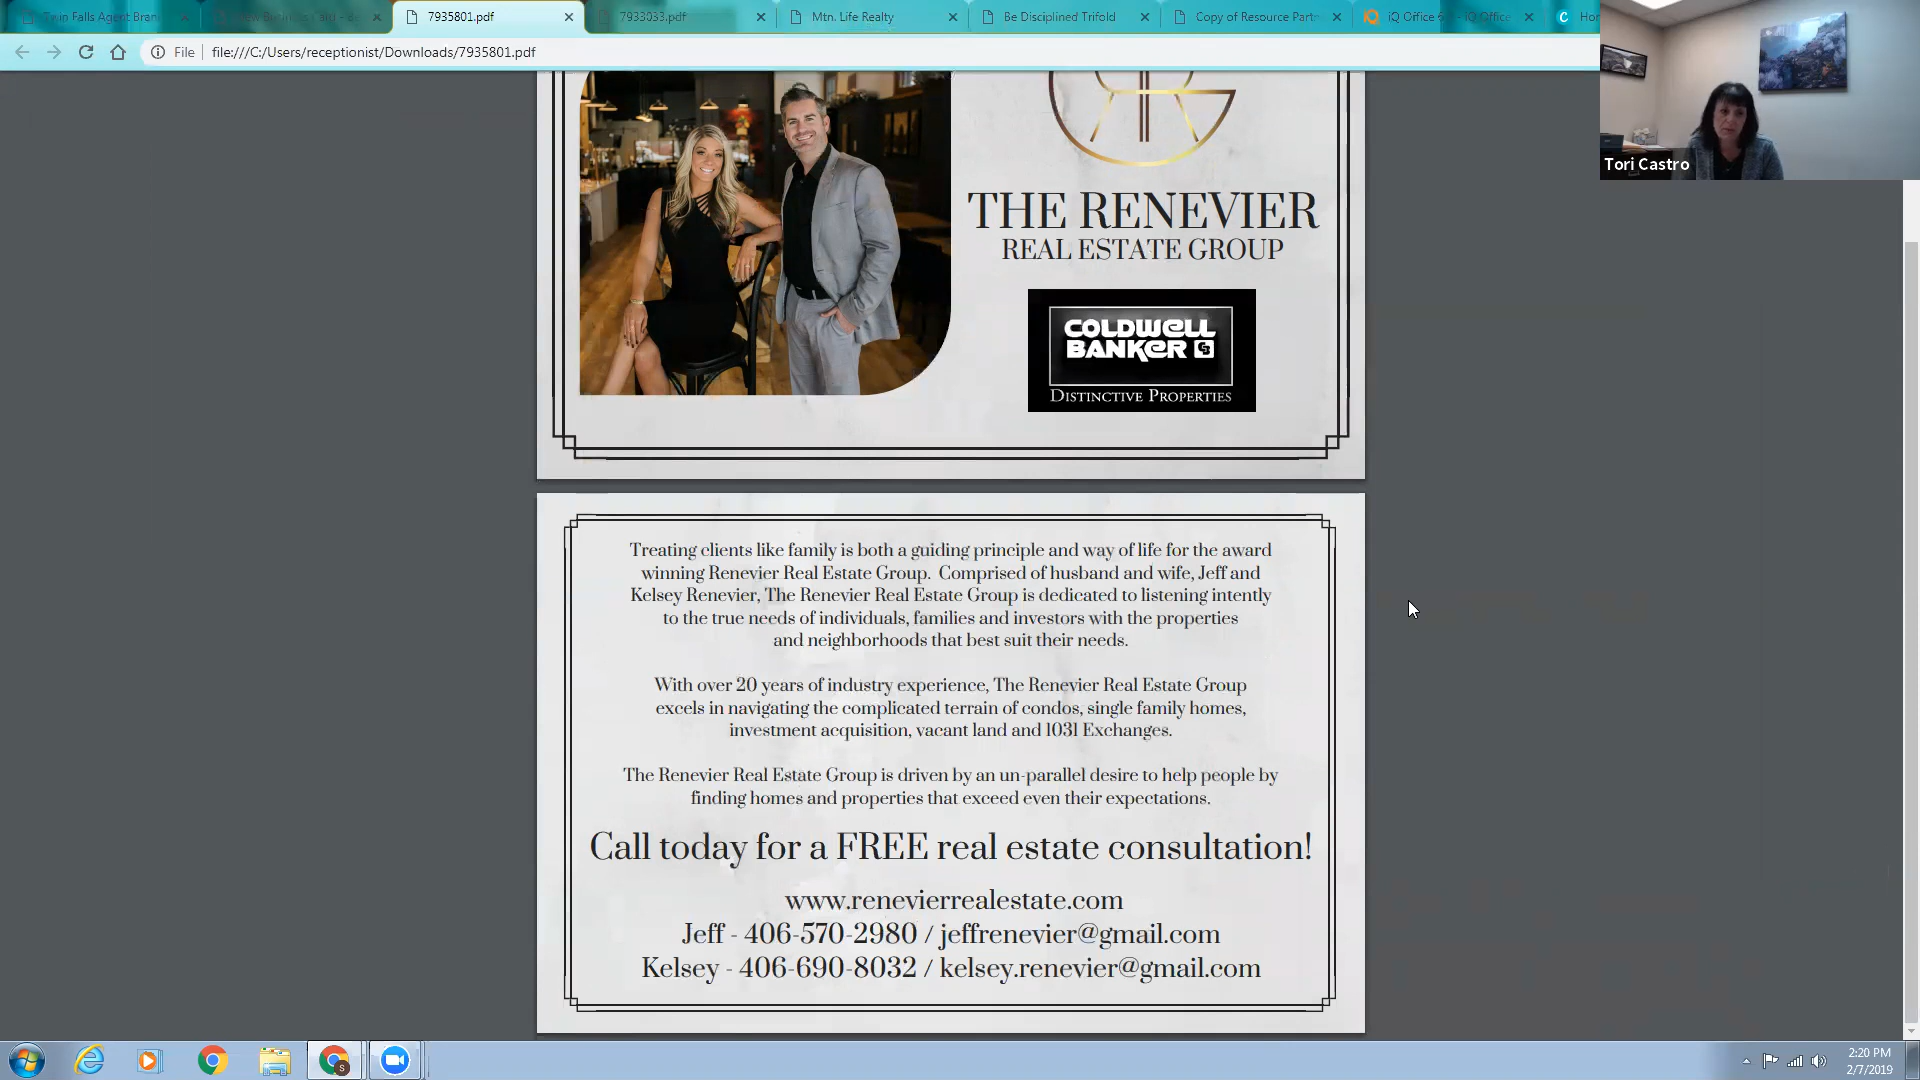 Twin Falls Agent Bran
7935801.pdf
7933033.pdf
Mtn. Life Realty
Be Disciplined Trifold
Copy of Resource Partn
iQ Office
File
file:///C:/Users/receptionist/Downloads/7935801.pdf
Tori Castro
THE RENEVIER
REAL ESTATE GROUP
COLDWELL
BANKER
DISTINCTIVE PROPERTIES
Treating clients like family is both a guiding principle and way of life for the award
winning Renevier Real Estate Group. Comprised of husband and wife, Jeff and
Kelsey Renevier, The Renevier Real Estate Group is dedicated to listening intently
to the true needs of individuals, families and investors with the properties
and neighborhoods that best suit their needs.
With over 20 years of industry experience, The Renevier Real Estate Group
excels in navigating the complicated terrain of condos, single family homes,
investment acquisition, vacant land and 1031 Exchanges.
The Renevier Real Estate Group is driven by an un-parallel desire to help people by
finding homes and properties that exceed even their expectations.
Call today for a FREE real estate consultation!
www.renevierrealestate.com
Jeff - 406-570-2980 / jeffrenevier@gmail.com
Kelsey - 406-690-8032 / kelsey.renevier@gmail.com
2:20 PM
2/7/2019